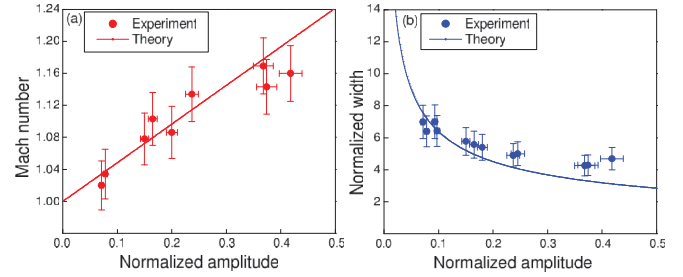 (a)
Experiment
Theory
1.24
1.20
1.16
1.12
1.08
1.04
1.00
Mach number
0.0 0.1 0.2 0.3 0.4 0.5
Normalized amplitude
(b)
Experiment
Theory
14
12
10
8
6
4
2
Normalized width
0.0 0.1 0.2 0.3 0.4 0.5
Normalized amplitude